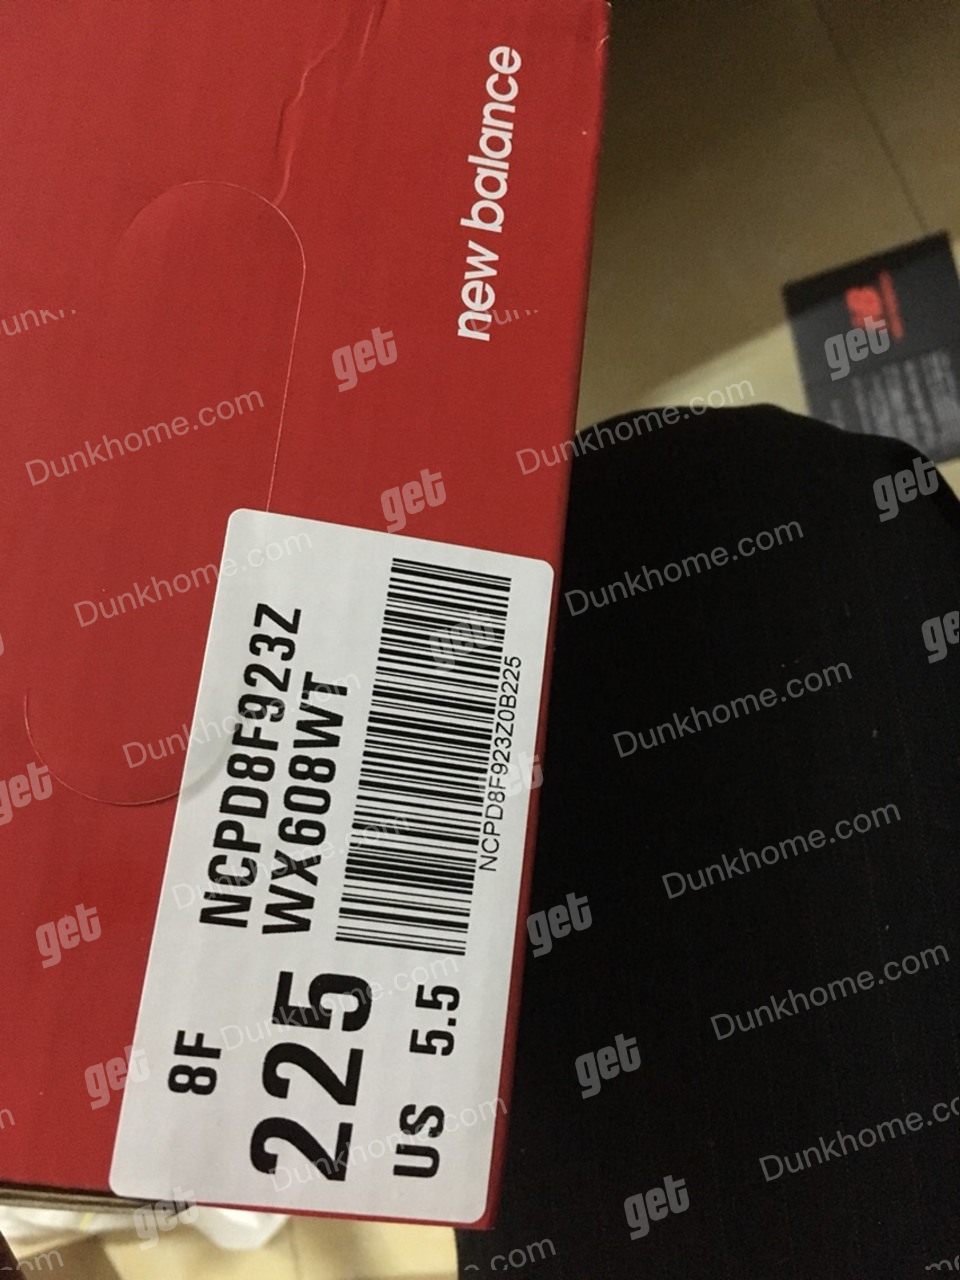 new balance
8F
NCPD8F923Z
WX608WT
225
NCPD8F923Z0B225
US 5.5
get
Dunkhome.com